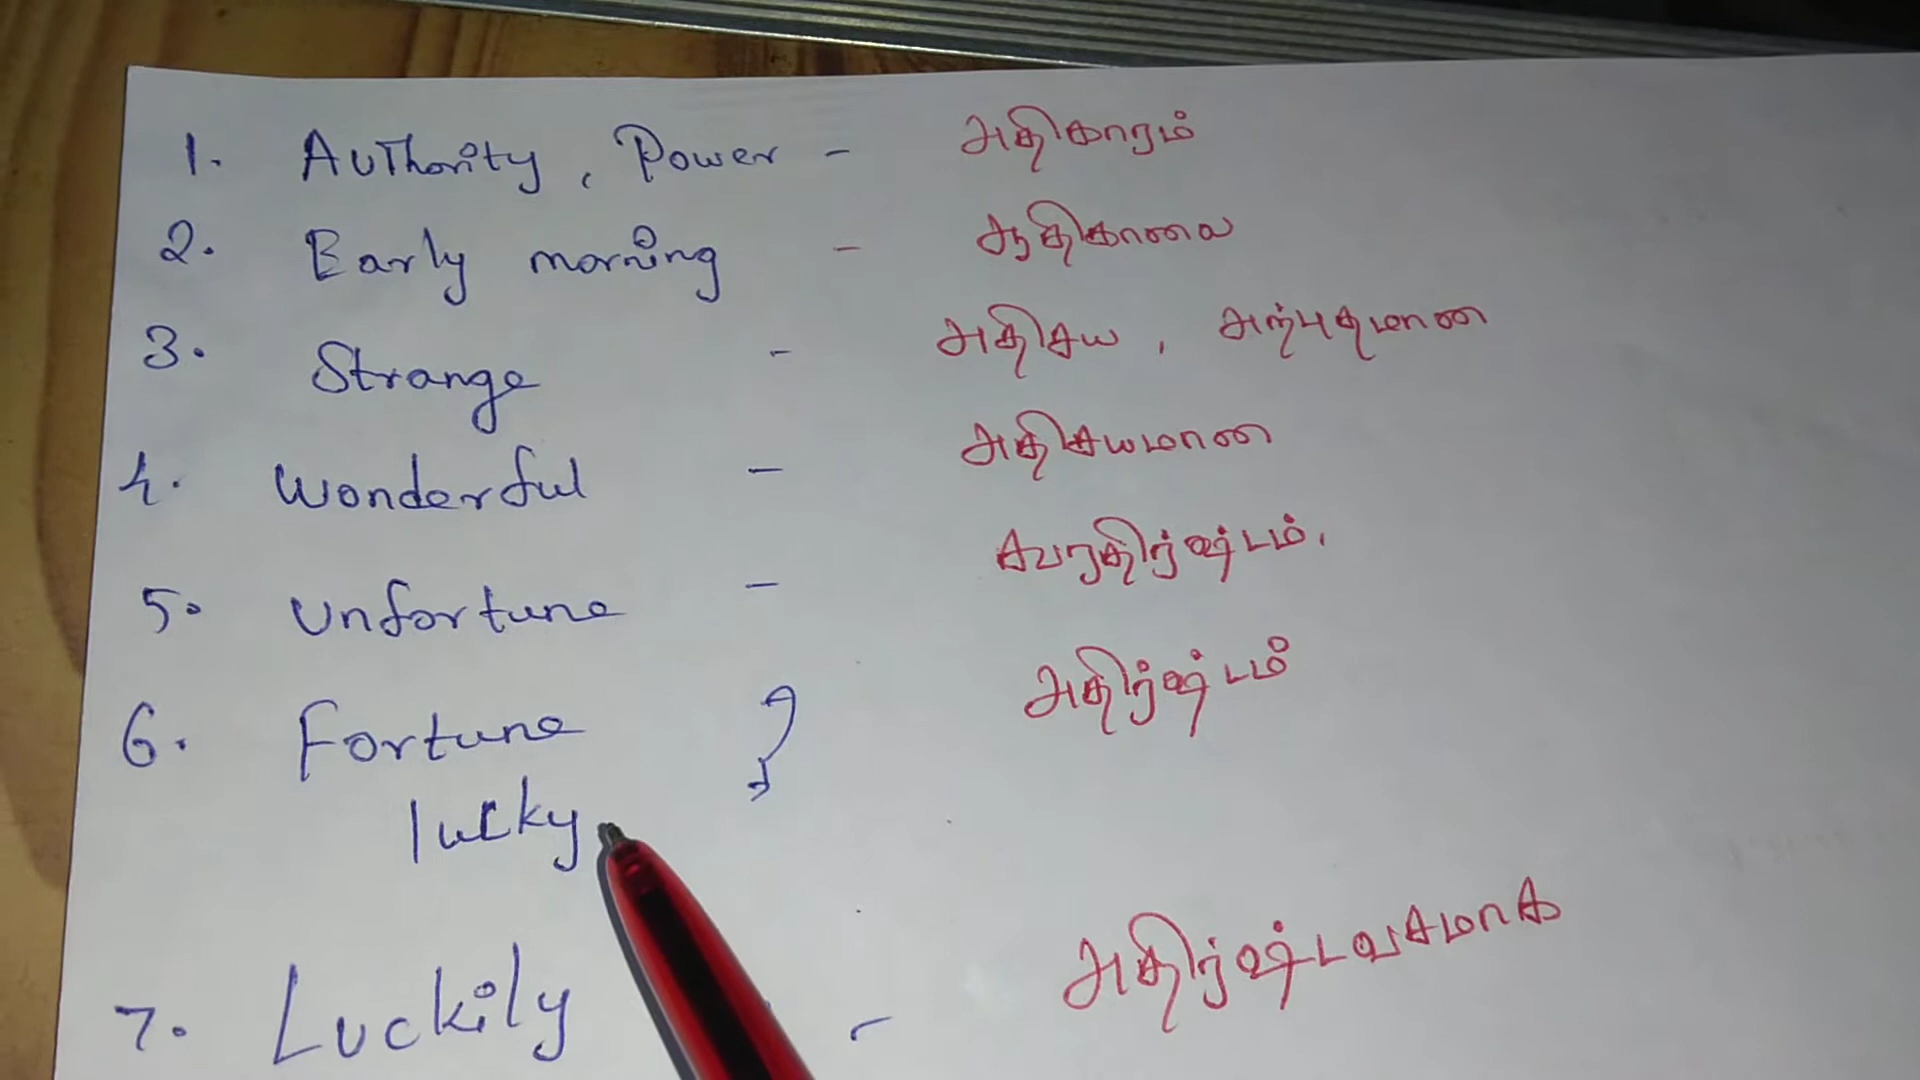 1. Authority, Power - அதிகாரம்
2. Early morning - அதிகாலை
3. Strange - அதிசய, அற்புதமான
4. Wonderful - அதிசயமான
5. Unfortune - அதிர்ஷ்டம்.
6. Fortune } அதிர்ஷ்டம்
lucky
7. Luckily - அதிர்ஷ்டவசமாக